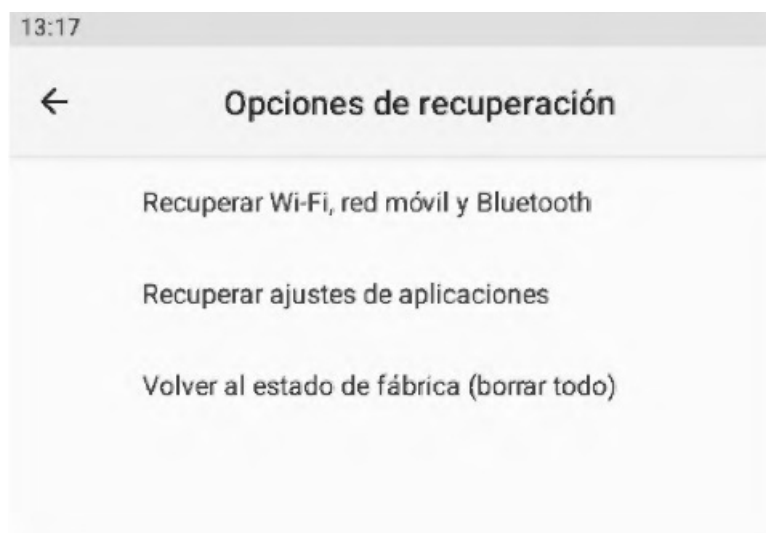 13:17
Opciones de recuperación
Recuperar Wi-Fi, red móvil y Bluetooth
Recuperar ajustes de aplicaciones
Volver al estado de fábrica (borrar todo)